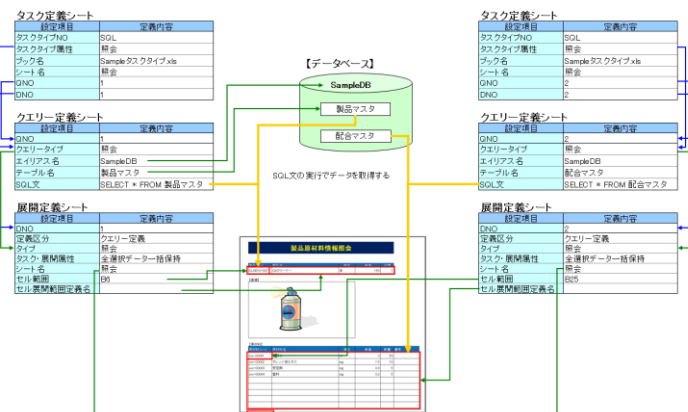 タスク定義シート
設定項目 定義内容
タスクタイプNO SQL
タスクタイプ属性 照会
ブック名 Sampleタスクタイプ.xls
シート名 照会
QNO 1
DNO 1
クエリー定義シート
設定項目 定義内容
QNO 1
クエリータイプ 照会
エイリアス名 SampleDB
テーブル名 製品マスタ
SQL文 SELECT * FROM 製品マスタ
展開定義シート
設定項目 定義内容
DNO 1
定義区分 クエリー定義
タイプ 照会
タスク・展開属性 全選択データ一括保持
シート名 照会
セル範囲 B6
セル展開範囲定義名
【データベース】
SampleDB
製品マスタ
配合マスタ
SQL文の実行でデータを取得する
製品原材料情報照会
タスク定義シート
設定項目 定義内容
タスクタイプNO SQL
タスクタイプ属性 照会
ブック名 Sampleタスクタイプ.xls
シート名 照会
QNO 2
DNO 2
クエリー定義シート
設定項目 定義内容
QNO 2
クエリータイプ 照会
エイリアス名 SampleDB
テーブル名 配合マスタ
SQL文 SELECT * FROM 配合マスタ
展開定義シート
設定項目 定義内容
DNO 2
定義区分 クエリー定義
タイプ 照会
タスク・展開属性 全選択データ一括保持
シート名 照会
セル範囲 B25
セル展開範囲定義名